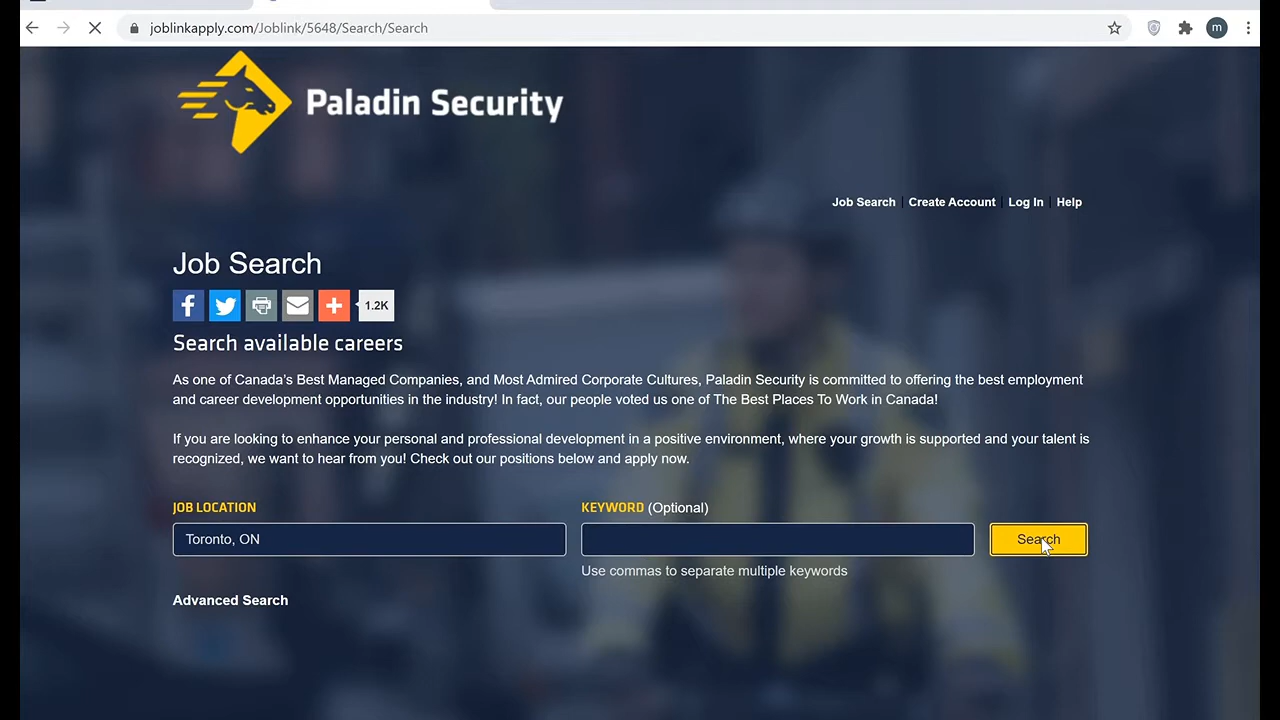 joblinkapply.com/Joblink/5648/Search/Search
m
Paladin Security
Job Search | Create Account | Log In | Help
Job Search
1.2K
Search available careers
As one of Canada's Best Managed Companies, and Most Admired Corporate Cultures, Paladin Security is committed to offering the best employment
and career development opportunities in the industry! In fact, our people voted us one of The Best Places To Work in Canada!
If you are looking to enhance your personal and professional development in a positive environment, where your growth is supported and your talent is
recognized, we want to hear from you! Check out our positions below and apply now.
JOB LOCATION
KEYWORD (Optional)
Toronto, ON
Search
Use commas to separate multiple keywords
Advanced Search